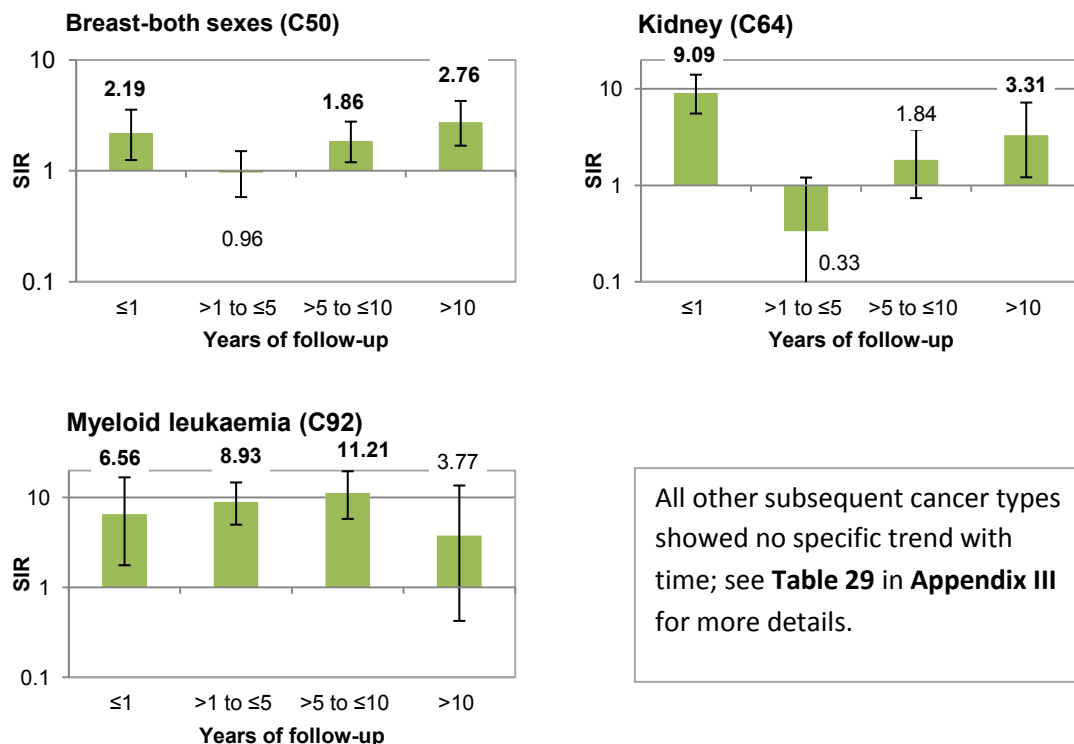 Breast-both sexes (C50)
10
2.19
1.86
2.76
SIR
1
0.96
0.1
≤1
>1 to ≤5
>5 to ≤10
>10
Years of follow-up
Kidney (C64)
9.09
10
1.84
3.31
SIR
1
0.33
0.1
≤1
>1 to ≤5
>5 to ≤10
>10
Years of follow-up
Myeloid leukaemia (C92)
6.56
8.93
11.21
3.77
10
SIR
1
0.1
≤1
>1 to ≤5
>5 to ≤10
>10
Years of follow-up
All other subsequent cancer types
showed no specific trend with
time; see Table 29 in Appendix III
for more details.